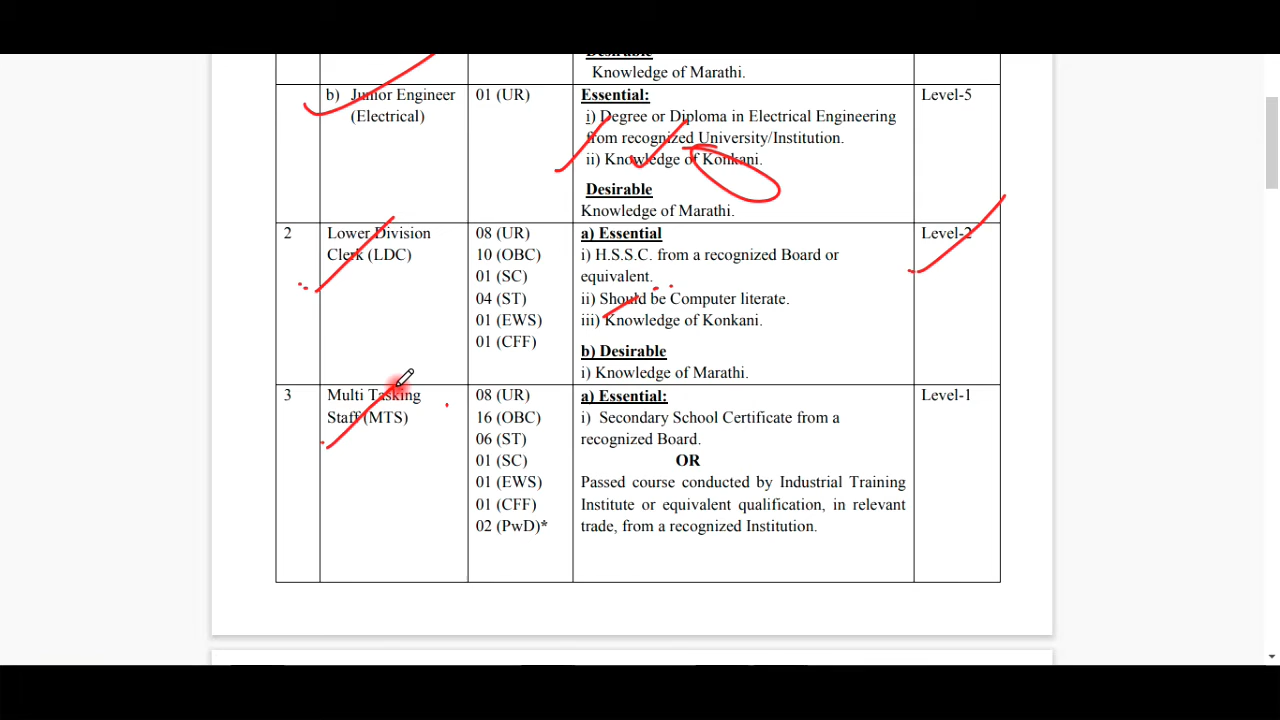 Desirable
Knowledge of Marathi.
b) Junior Engineer
(Electrical)
01 (UR)
Essential:
i) Degree or Diploma in Electrical Engineering
from recognized University/Institution.
ii) Knowledge of Konkani.
Desirable
Knowledge of Marathi.
Level-5
2
Lower Division
Clerk (LDC)
08 (UR)
10 (OBC)
01 (SC)
04 (ST)
01 (EWS)
01 (CFF)
a) Essential
i) H.S.S.C. from a recognized Board or
equivalent.
ii) Should be Computer literate.
iii) Knowledge of Konkani.
b) Desirable
i) Knowledge of Marathi.
Level-2
3
Multi Tasking
Staff (MTS)
08 (UR)
16 (OBC)
06 (ST)
01 (SC)
01 (EWS)
01 (CFF)
02 (PwD)*
a) Essential:
i) Secondary School Certificate from a
recognized Board.
OR
Passed course conducted by Industrial Training
Institute or equivalent qualification, in relevant
trade, from a recognized Institution.
Level-1